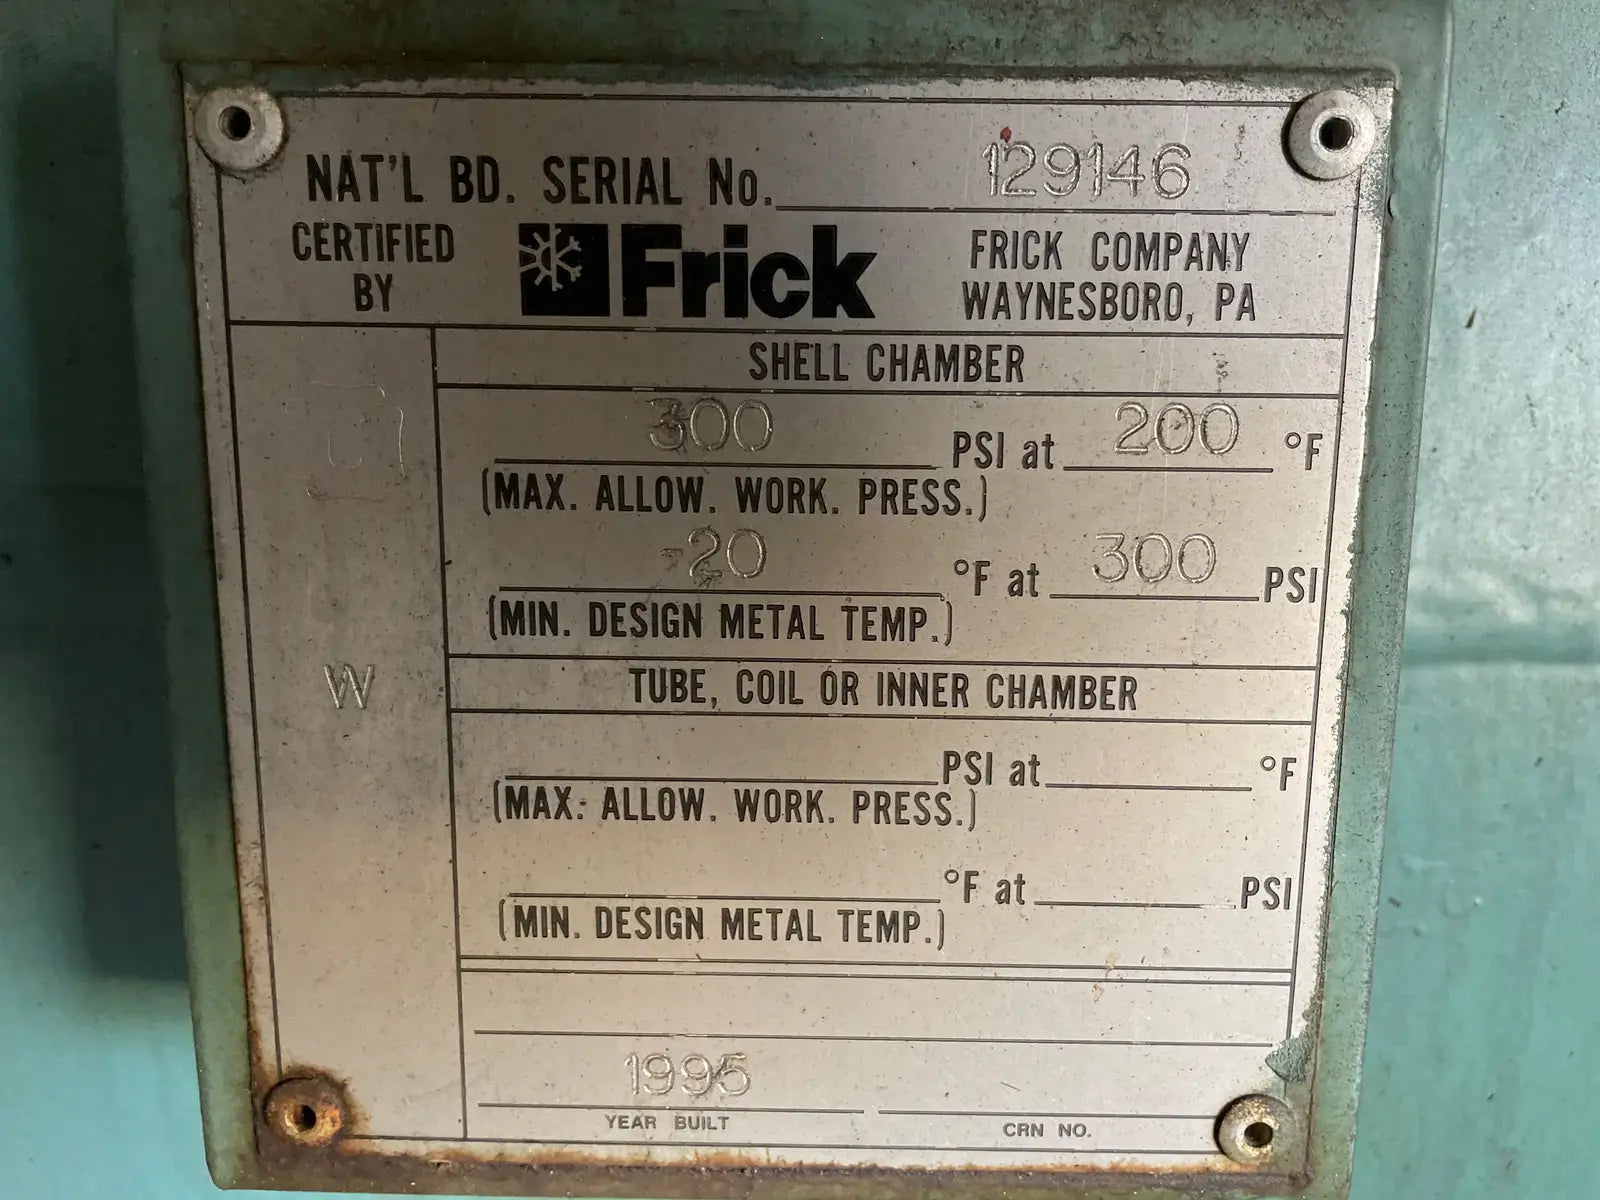 NAT'L BD. SERIAL No. 129146
CERTIFIED BY
Frick
FRICK COMPANY
WAYNESBORO, PA
U
W
SHELL CHAMBER
300 PSI at 200 °F
(MAX. ALLOW. WORK. PRESS.)
-20 °F at 300 PSI
(MIN. DESIGN METAL TEMP.)
TUBE, COIL OR INNER CHAMBER
PSI at °F
(MAX. ALLOW. WORK. PRESS.)
°F at PSI
(MIN. DESIGN METAL TEMP.)
1995
YEAR BUILT
CRN NO.